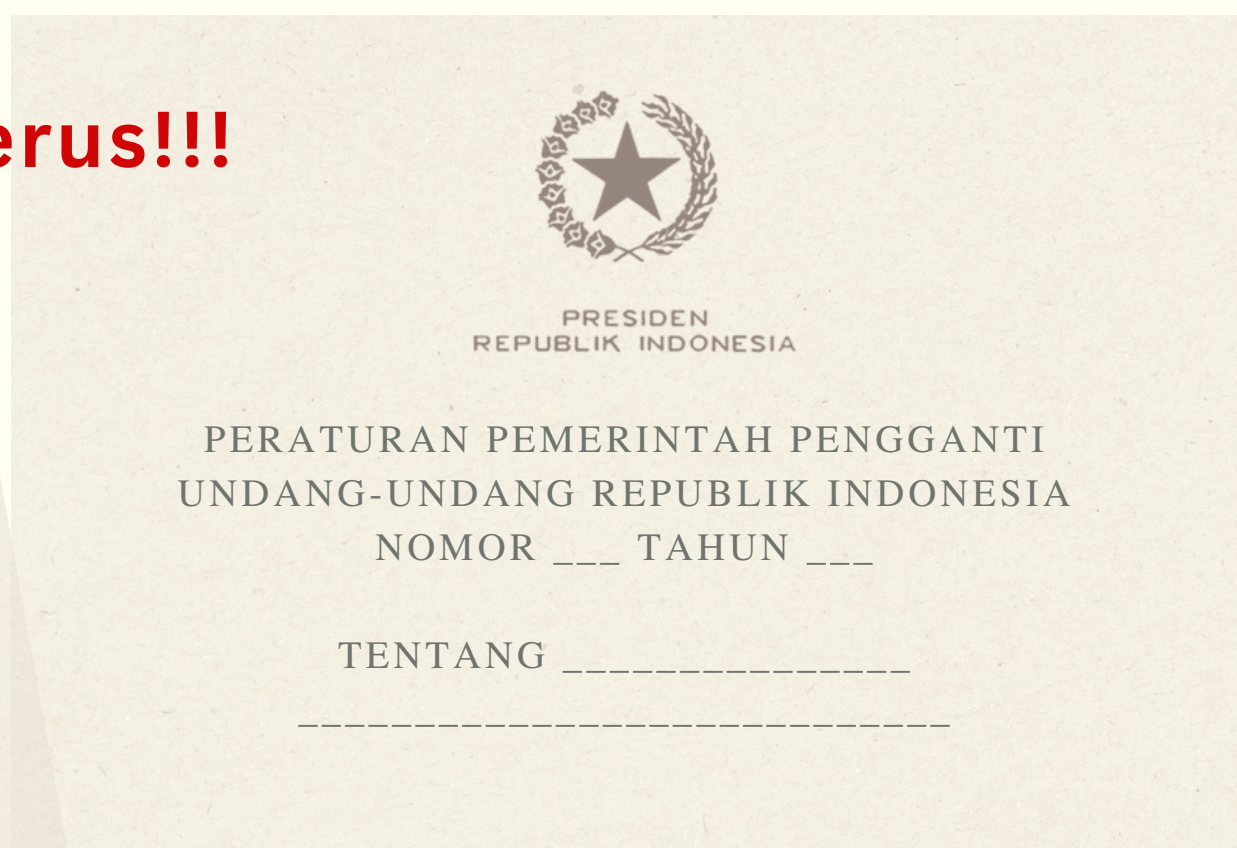 erus!!!
PRESIDEN
REPUBLIK INDONESIA
PERATURAN PEMERINTAH PENGGANTI
UNDANG-UNDANG REPUBLIK INDONESIA
NOMOR ___ TAHUN ___
TENTANG _______________
____________________________